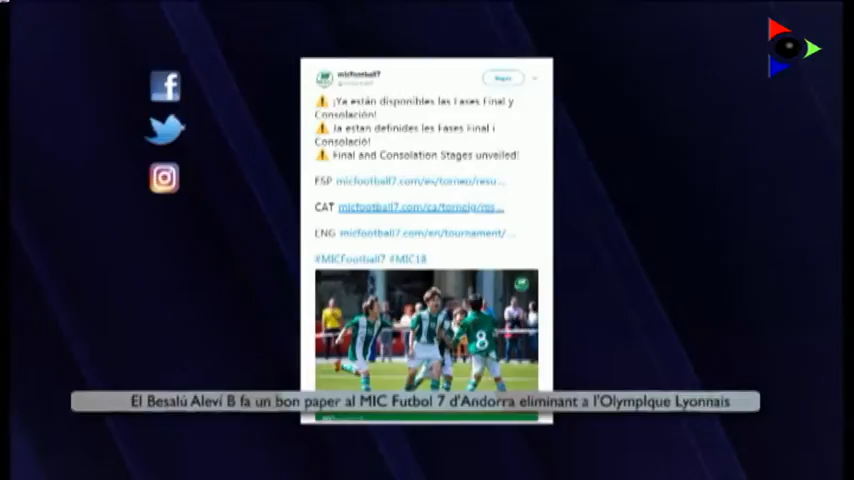 micfootball7
¡Ya están disponibles las Fases Final y
Consolación!
Ja estan definides les Fases Final i
Consolació!
Final and Consolation Stages unveiled!
ESP micfootball7.com/es/torneo/resu...
CAT micfootball7.com/ca/torneig/res...
ENG micfootball7.com/en/tournament/...
#MICFootball7 #MIC18
8
El Besalú Aleví B fa un bon paper al MIC Futbol 7 d'Andorra eliminant a l'OlympIque Lyonnais